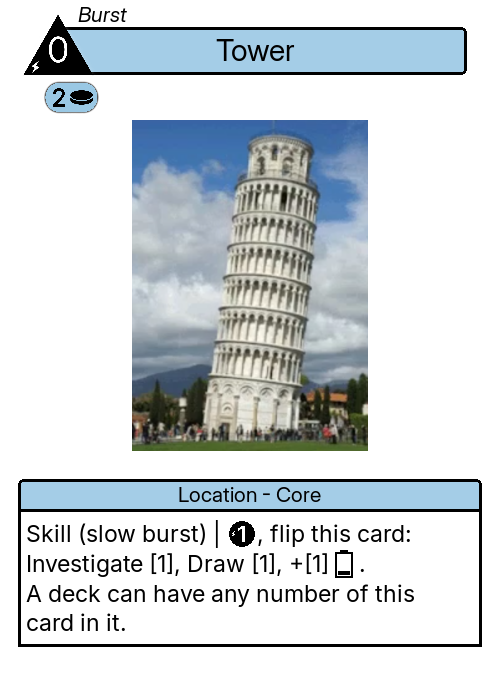 Burst
0
Tower
2
Location - Core
Skill (slow burst) | 1, flip this card:
Investigate [1], Draw [1], +[1] .
A deck can have any number of this
card in it.